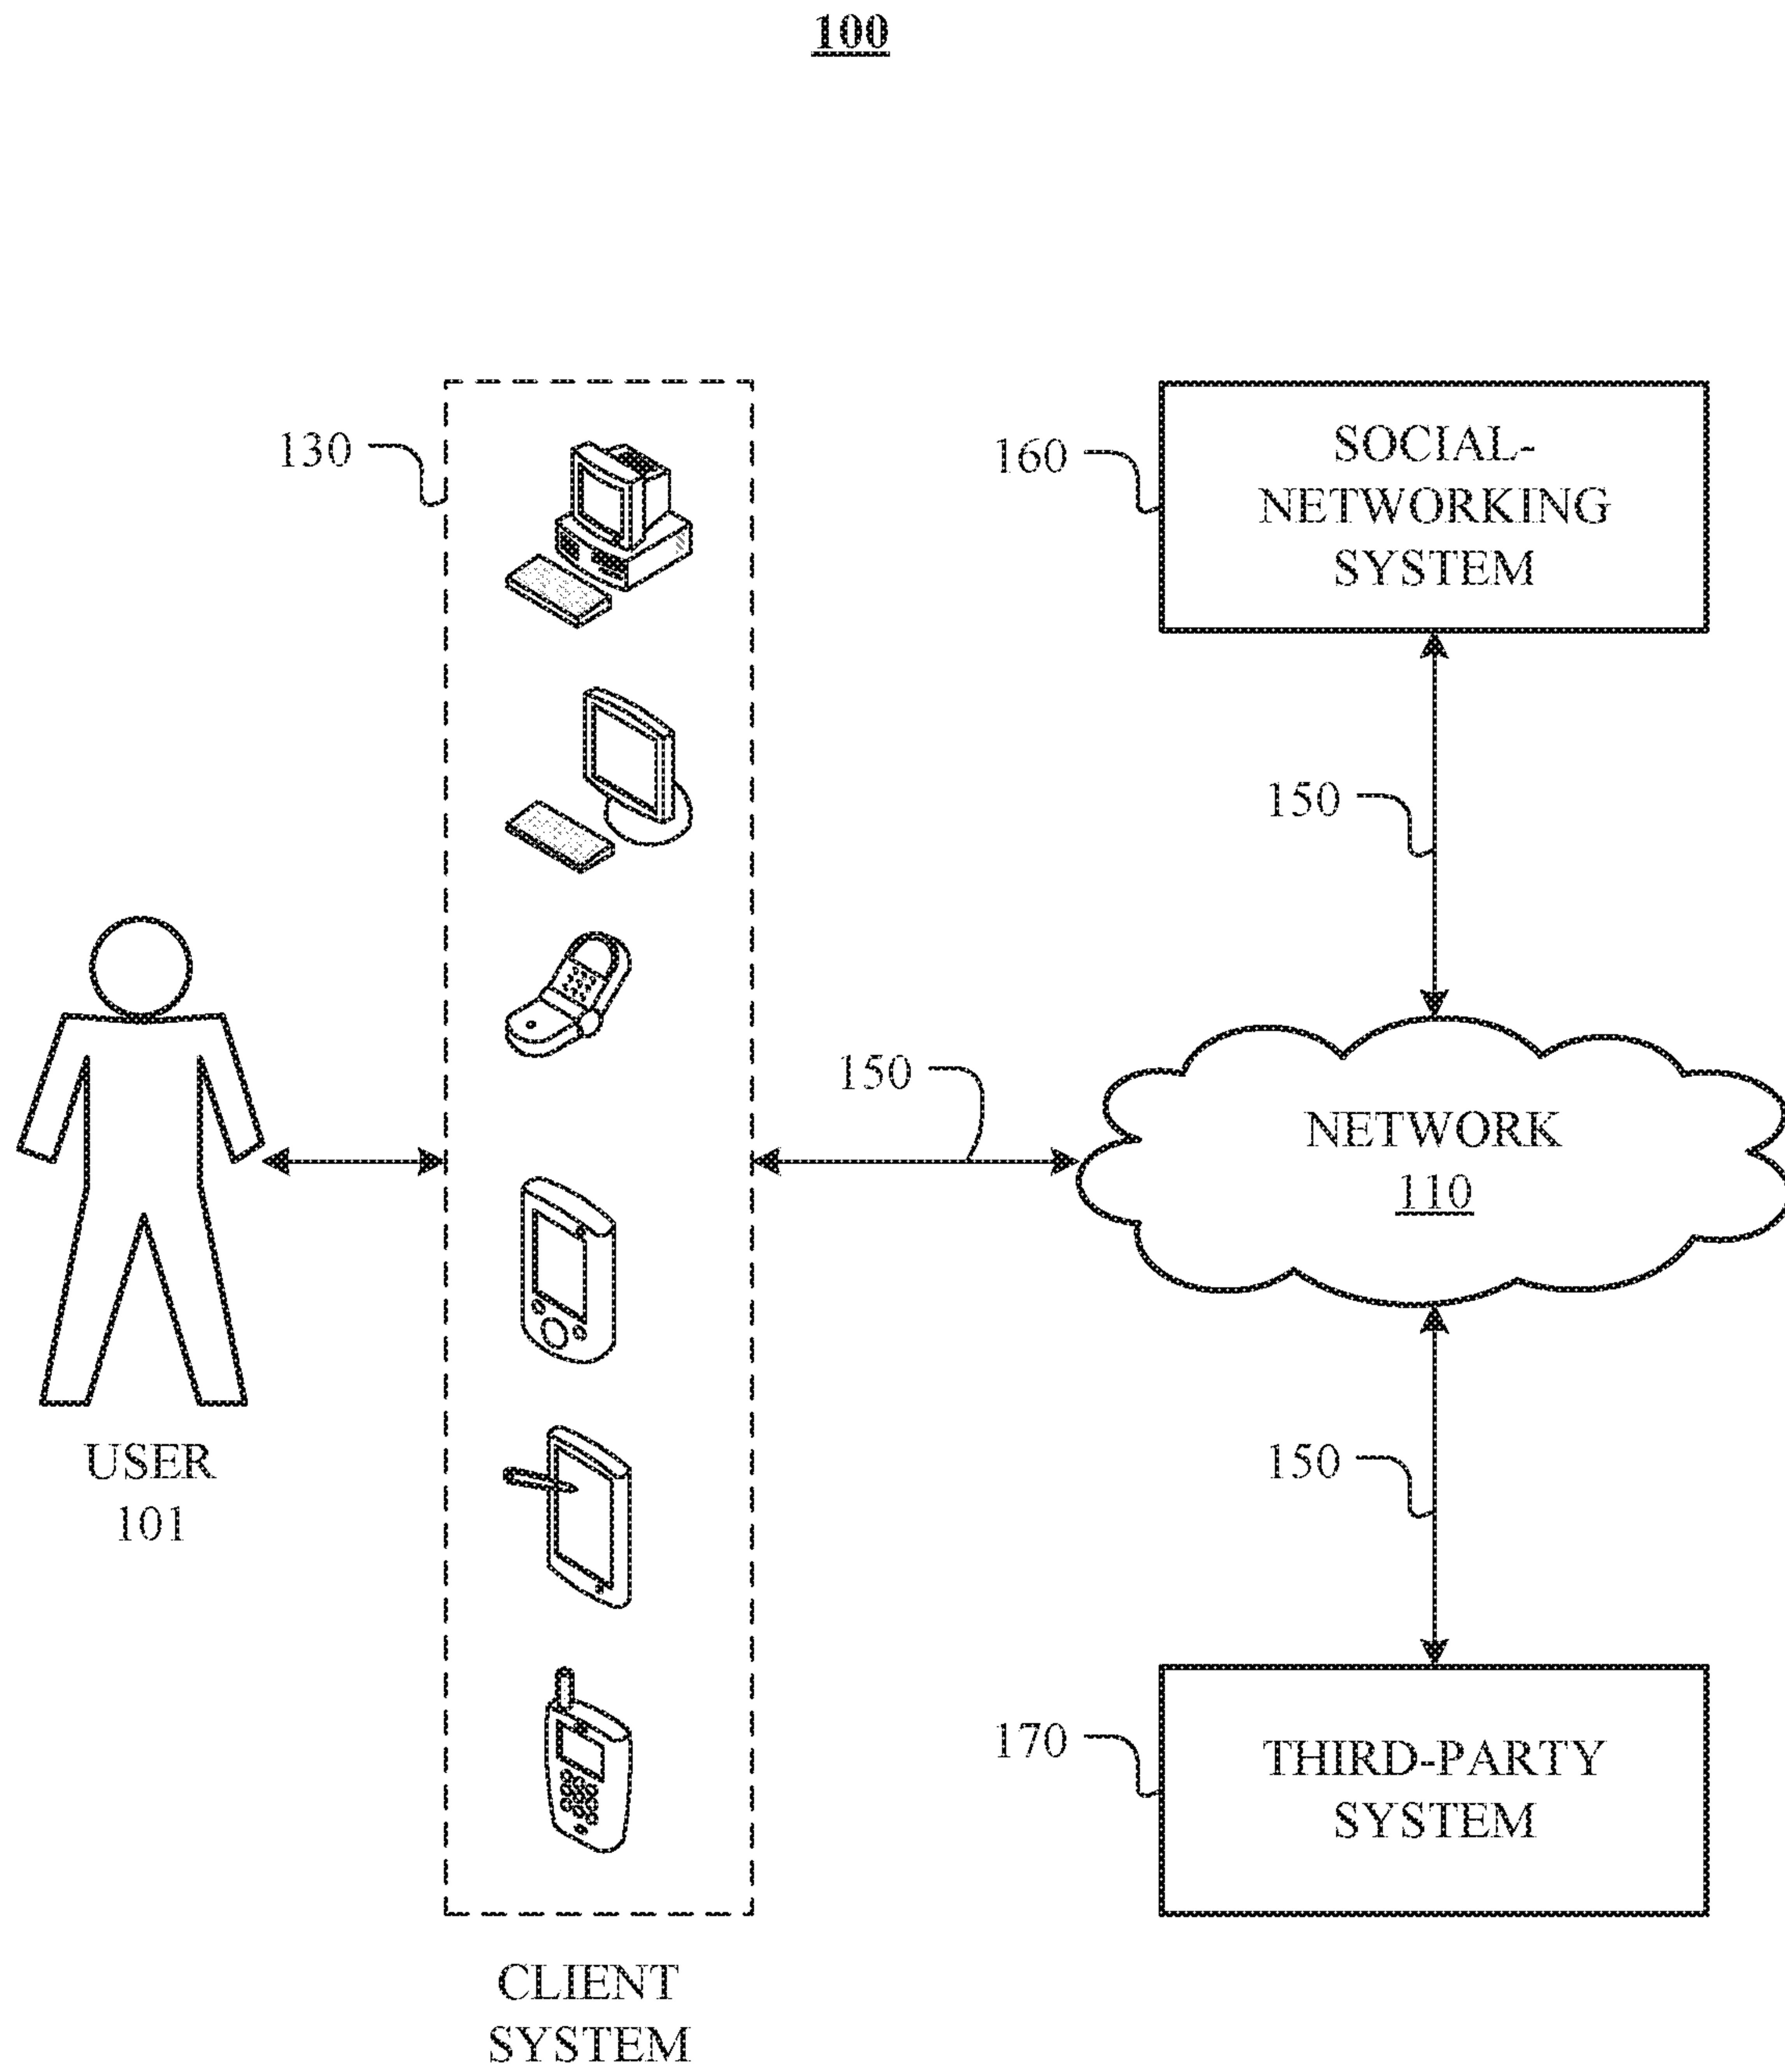 100
130
160
SOCIAL-
NETWORKING
SYSTEM
150
150
NETWORK
110
USER
101
150
170
THIRD-PARTY
SYSTEM
CLIENT
SYSTEM